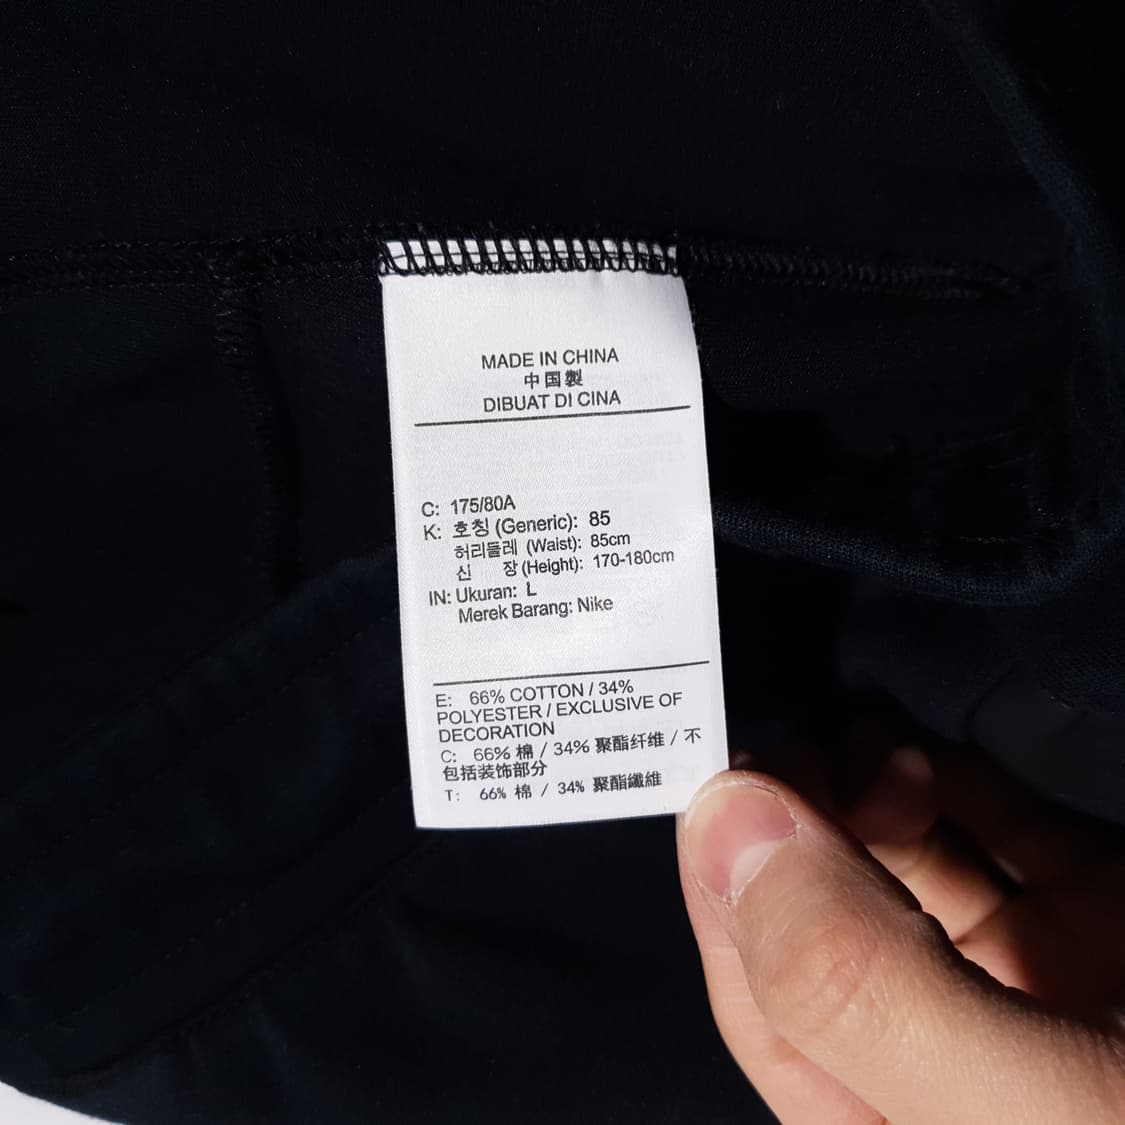 MADE IN CHINA
中国製
DIBUAT DI CINA
C: 175/80A
K: 호칭 (Generic): 85
허리둘레 (Waist): 85cm
신 장 (Height): 170-180cm
IN: Ukuran: L
Merek Barang: Nike
E: 66% COTTON / 34%
POLYESTER / EXCLUSIVE OF
DECORATION
C: 66% 棉 / 34% 聚酯纤维 / 不
包括装饰部分
T: 66% 棉 / 34% 聚酯纖維